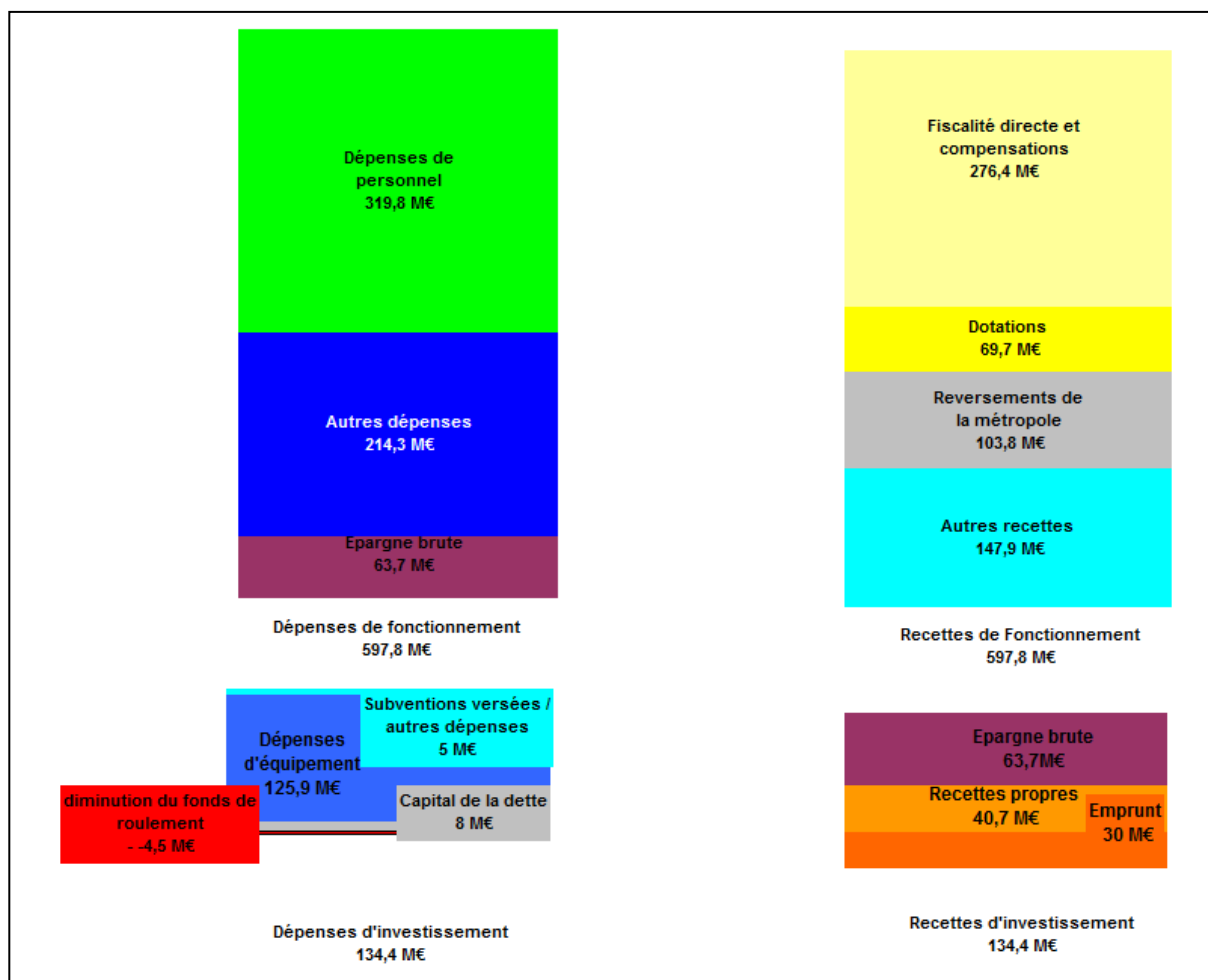 Dépenses de
personnel
319,8 M€
Autres dépenses
214,3 M€
Epargne brute
63,7 M€
Dépenses de fonctionnement
597,8 M€
Fiscalité directe et
compensations
276,4 M€
Dotations
69,7 M€
Reversements de
la métropole
103,8 M€
Autres recettes
147,9 M€
Recettes de Fonctionnement
597,8 M€
Subventions versées /
autres dépenses
5 M€
Dépenses
d'équipement
125,9 M€
diminution du fonds de
roulement
- -4,5 M€
Capital de la dette
8 M€
Dépenses d'investissement
134,4 M€
Epargne brute
63,7M€
Recettes propres
40,7 M€
Emprunt
30 M€
Recettes d'investissement
134,4 M€